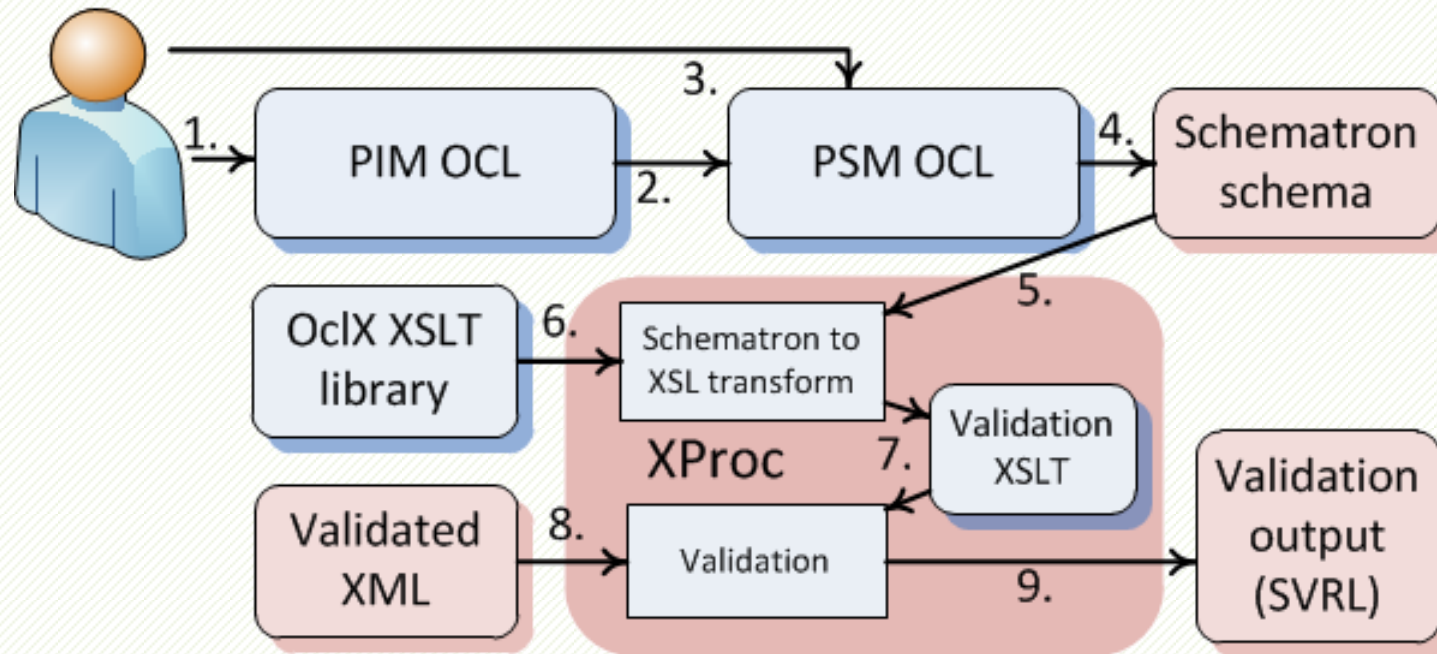 1.
PIM OCL
2.
3.
PSM OCL
4.
Schematron
schema
5.
OclX XSLT
library
6.
Schematron to
XSL transform
XProc
7.
Validation
XSLT
Validated
XML
8.
Validation
9.
Validation
output
(SVRL)